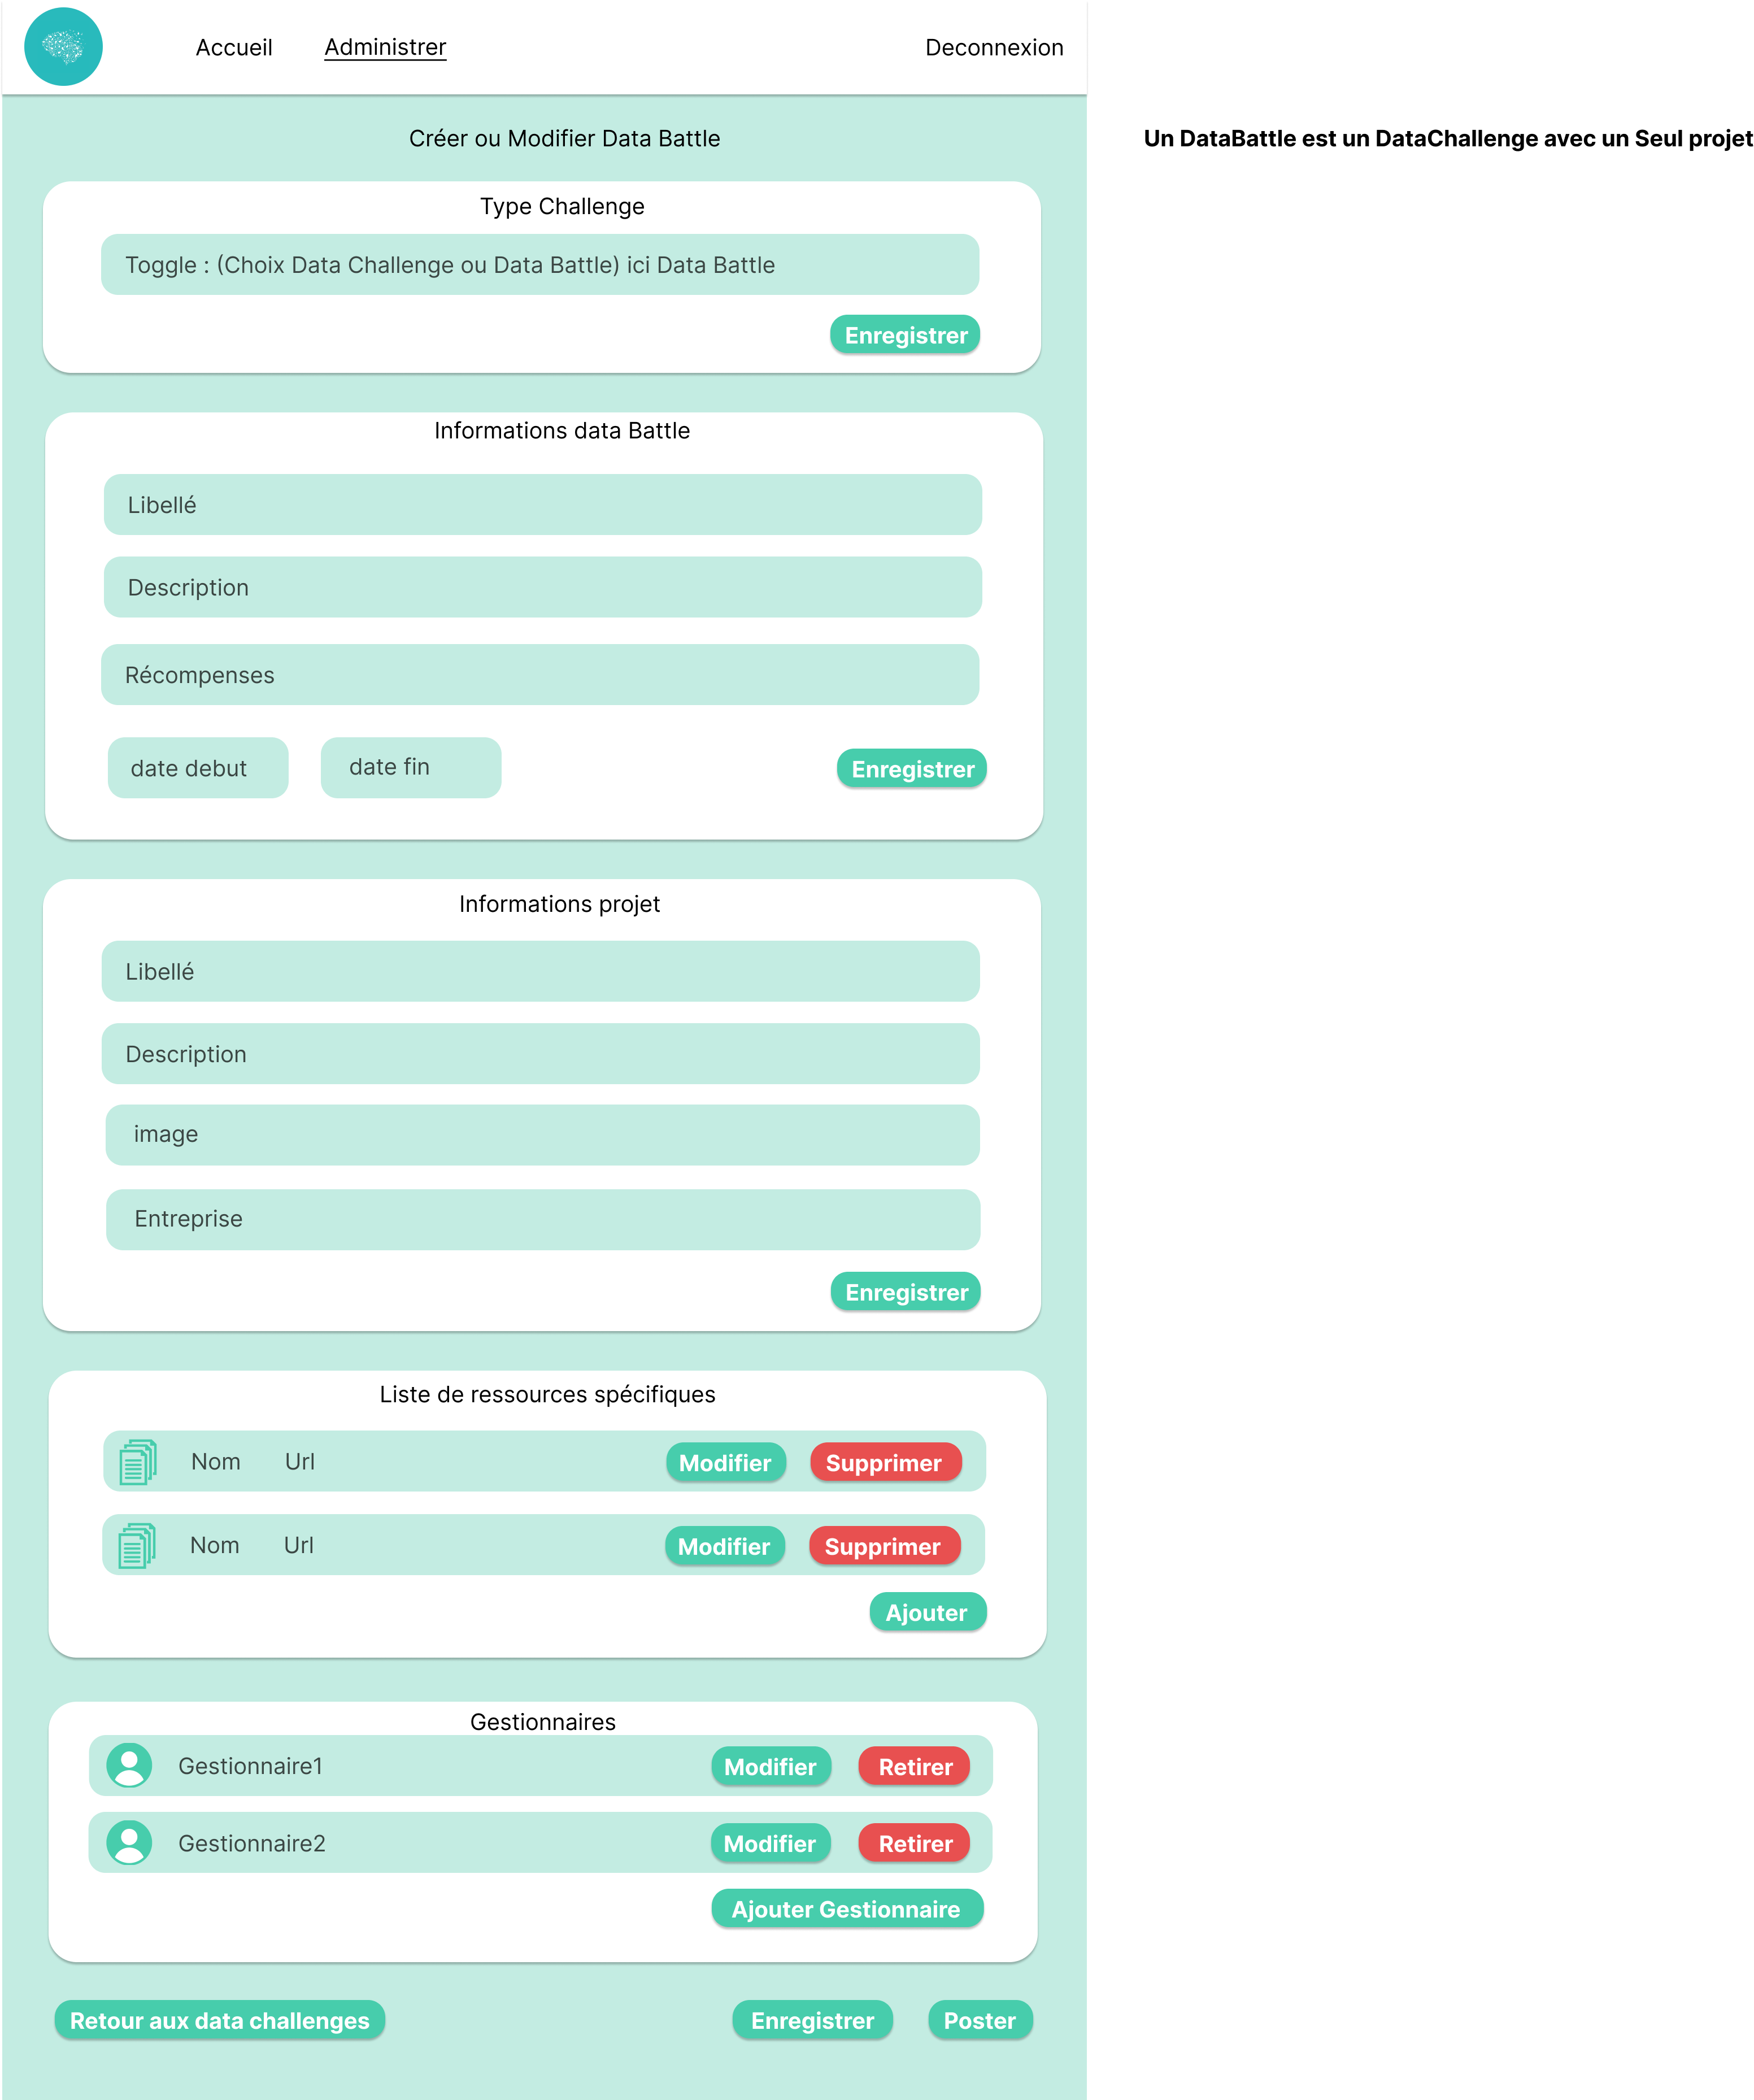 Accueil Administrer Deconnexion
Créer ou Modifier Data Battle
Un DataBattle est un DataChallenge avec un Seul projet
Type Challenge
Toggle : (Choix Data Challenge ou Data Battle) ici Data Battle
Enregistrer
Informations data Battle
Libellé
Description
Récompenses
date debut date fin Enregistrer
Informations projet
Libellé
Description
image
Entreprise
Enregistrer
Liste de ressources spécifiques
Nom Url Modifier Supprimer
Nom Url Modifier Supprimer
Ajouter
Gestionnaires
Gestionnaire1 Modifier Retirer
Gestionnaire2 Modifier Retirer
Ajouter Gestionnaire
Retour aux data challenges Enregistrer Poster